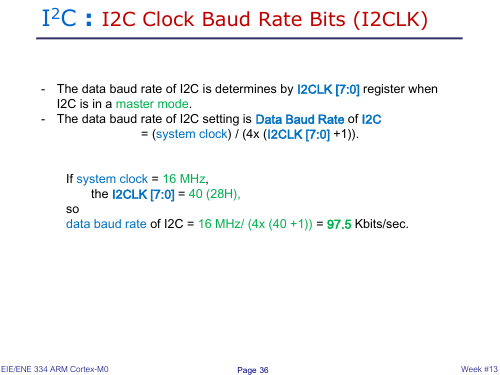 I²C : I2C Clock Baud Rate Bits (I2CLK)
- The data baud rate of I2C is determines by I2CLK [7:0] register when
I2C is in a master mode.
- The data baud rate of I2C setting is Data Baud Rate of I2C
= (system clock) / (4x (I2CLK [7:0] +1)).
If system clock = 16 MHz,
the I2CLK [7:0] = 40 (28H),
so
data baud rate of I2C = 16 MHz/ (4x (40 +1)) = 97.5 Kbits/sec.
EIE/ENE 334 ARM Cortex-M0 Page 36 Week #13